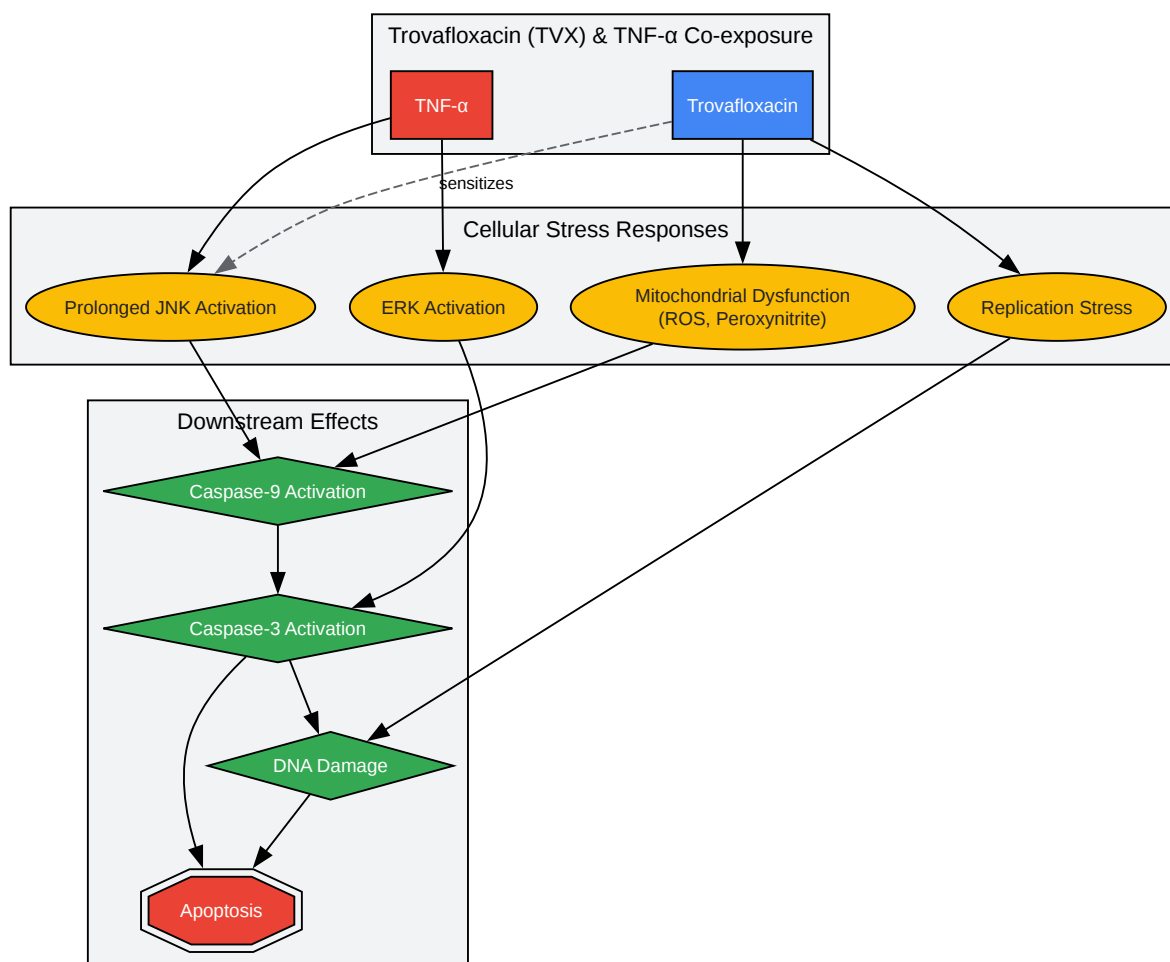 Trovafloxacin (TVX) & TNF-α Co-exposure
TNF-α
Trovafloxacin
sensitizes
Cellular Stress Responses
Prolonged JNK Activation
ERK Activation
Mitochondrial Dysfunction
(ROS, Peroxynitrite)
Replication Stress
Downstream Effects
Caspase-9 Activation
Caspase-3 Activation
DNA Damage
Apoptosis